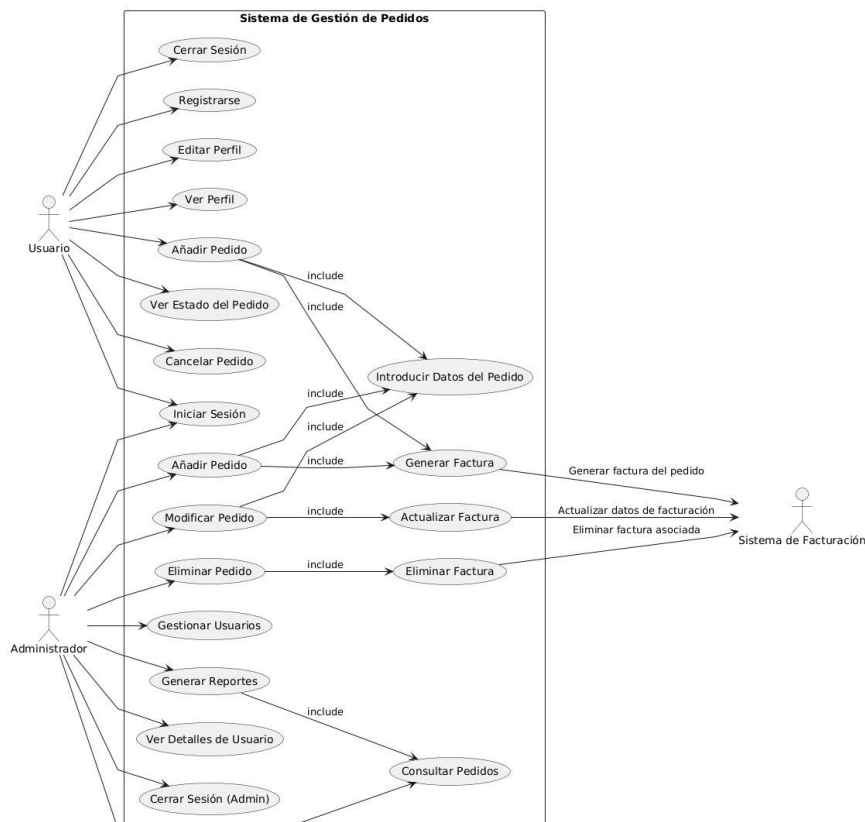 Sistema de Gestión de Pedidos
Cerrar Sesión
Registrarse
Editar Perfil
Ver Perfil
Usuario
Añadir Pedido
include
Ver Estado del Pedido
include
Cancelar Pedido
Introducir Datos del Pedido
Iniciar Sesión
include
include
Añadir Pedido
include
Generar Factura
Generar factura del pedido
Modificar Pedido
include
Actualizar Factura
Actualizar datos de facturación
Eliminar factura asociada
Sistema de Facturación
Eliminar Pedido
include
Eliminar Factura
Gestionar Usuarios
Administrador
Generar Reportes
include
Ver Detalles de Usuario
Consultar Pedidos
Cerrar Sesión (Admin)